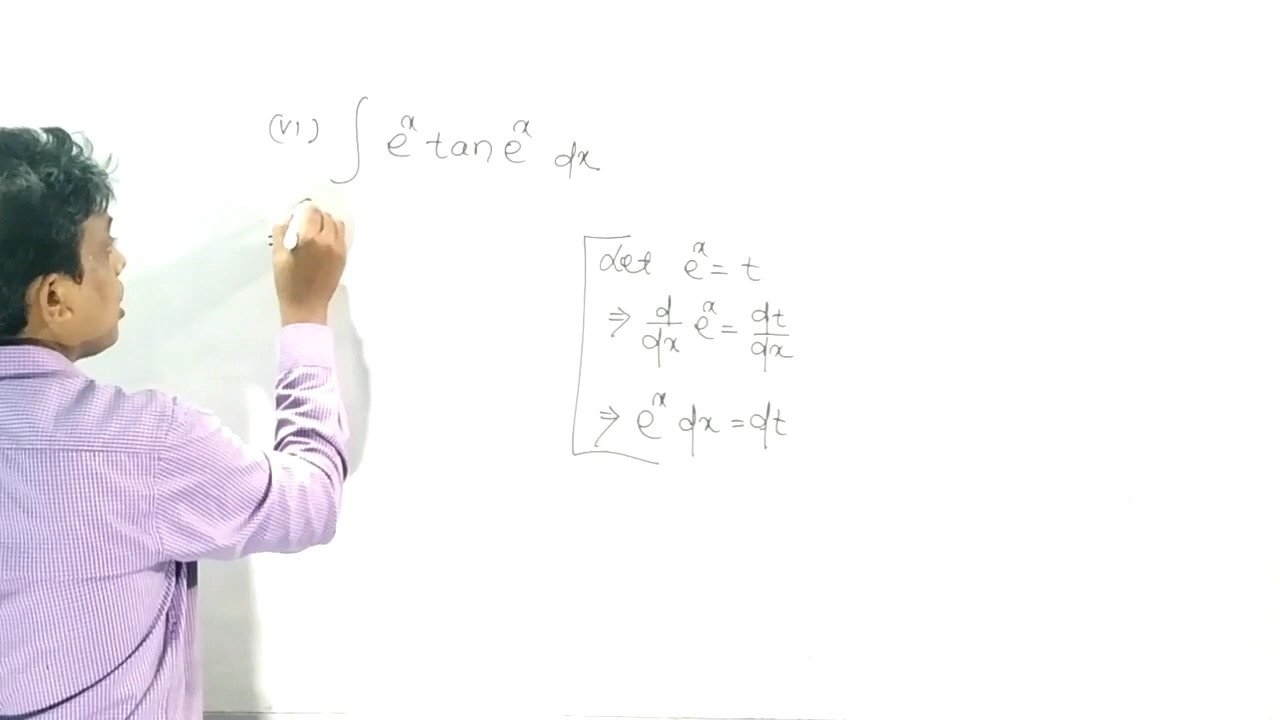 (VI) ∫ e^x tan e^x dx
=
Let e^x = t
⇒ d/dx e^x = dt/dx
⇒ e^x dx = dt